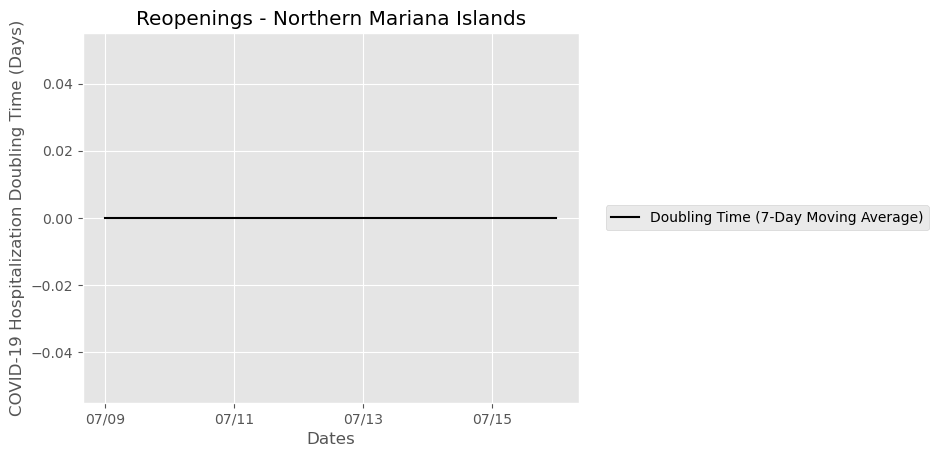 Reopenings - Northern Mariana Islands
COVID-19 Hospitalization Doubling Time (Days)
0.04
0.02
0.00
−0.02
−0.04
07/09 07/11 07/13 07/15
Dates
Doubling Time (7-Day Moving Average)